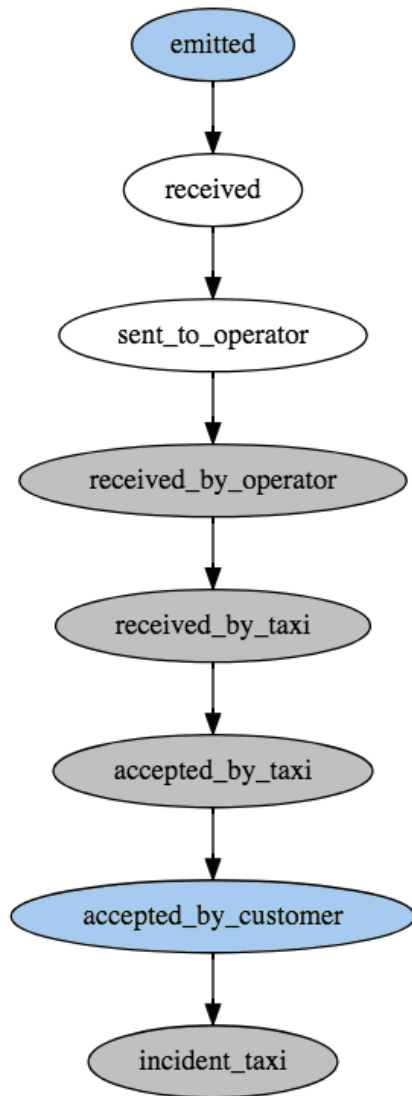 emitted
received
sent_to_operator
received_by_operator
received_by_taxi
accepted_by_taxi
accepted_by_customer
incident_taxi